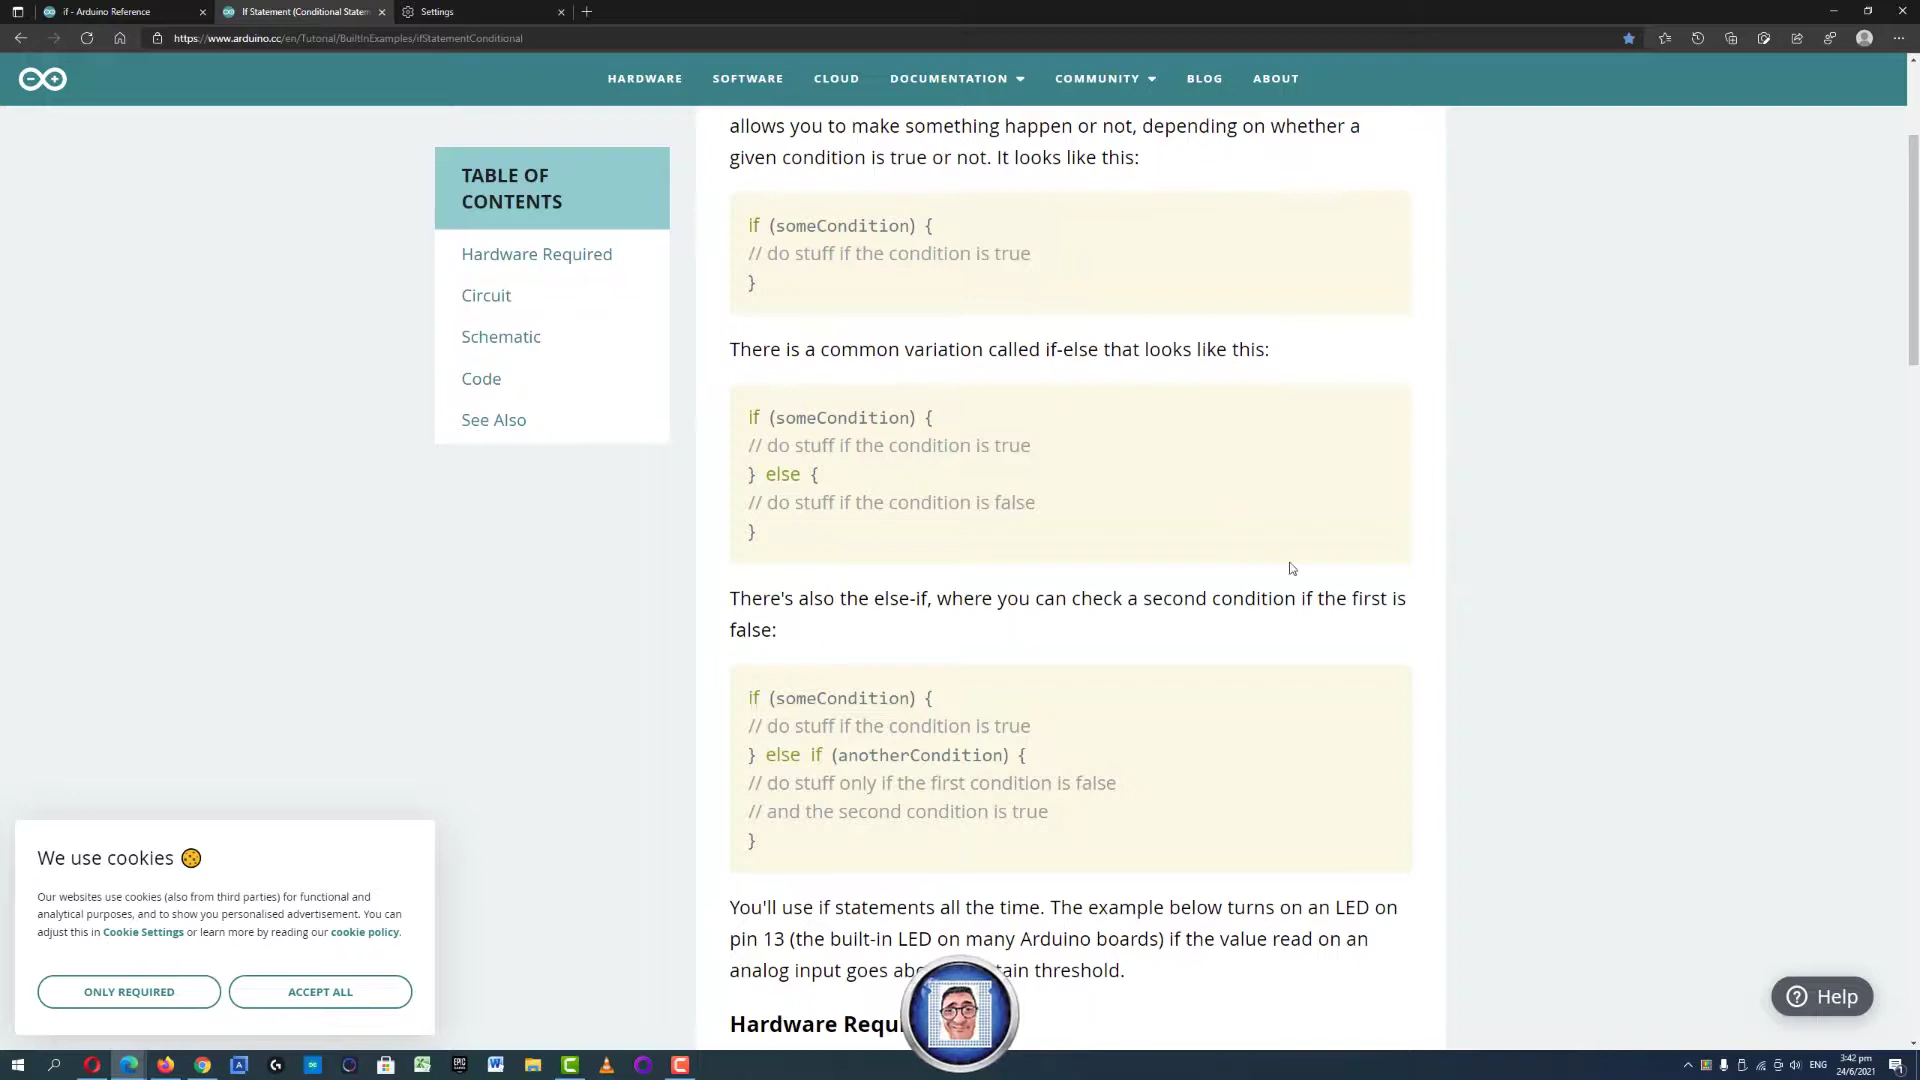 if - Arduino Reference
If Statement (Conditional Statem
Settings
https://www.arduino.cc/en/Tutorial/BuiltInExamples/ifStatementConditional
HARDWARE
SOFTWARE
CLOUD
DOCUMENTATION
COMMUNITY
BLOG
ABOUT
TABLE OF
CONTENTS
Hardware Required
Circuit
Schematic
Code
See Also
allows you to make something happen or not, depending on whether a
given condition is true or not. It looks like this:
if (someCondition) {
// do stuff if the condition is true
}
There is a common variation called if-else that looks like this:
if (someCondition) {
// do stuff if the condition is true
} else {
// do stuff if the condition is false
}
There's also the else-if, where you can check a second condition if the first is
false:
if (someCondition) {
// do stuff if the condition is true
} else if (anotherCondition) {
// do stuff only if the first condition is false
// and the second condition is true
}
You'll use if statements all the time. The example below turns on an LED on
pin 13 (the built-in LED on many Arduino boards) if the value read on an
analog input goes abo tain threshold.
Hardware Requi
We use cookies
Our websites use cookies (also from third parties) for functional and
analytical purposes, and to show you personalised advertisement. You can
adjust this in Cookie Settings or learn more by reading our cookie policy.
ONLY REQUIRED
ACCEPT ALL
Help
ENG
3:42 pm
24/6/2021